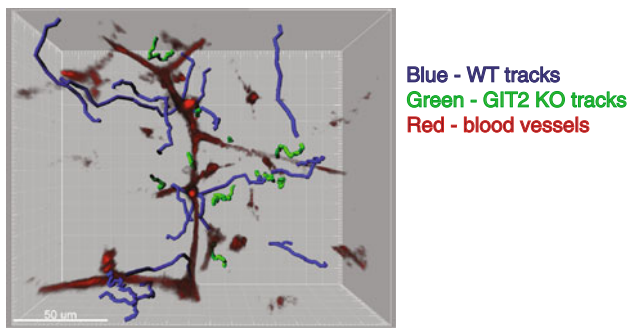 Blue - WT tracks
Green - GIT2 KO tracks
Red - blood vessels
50 um